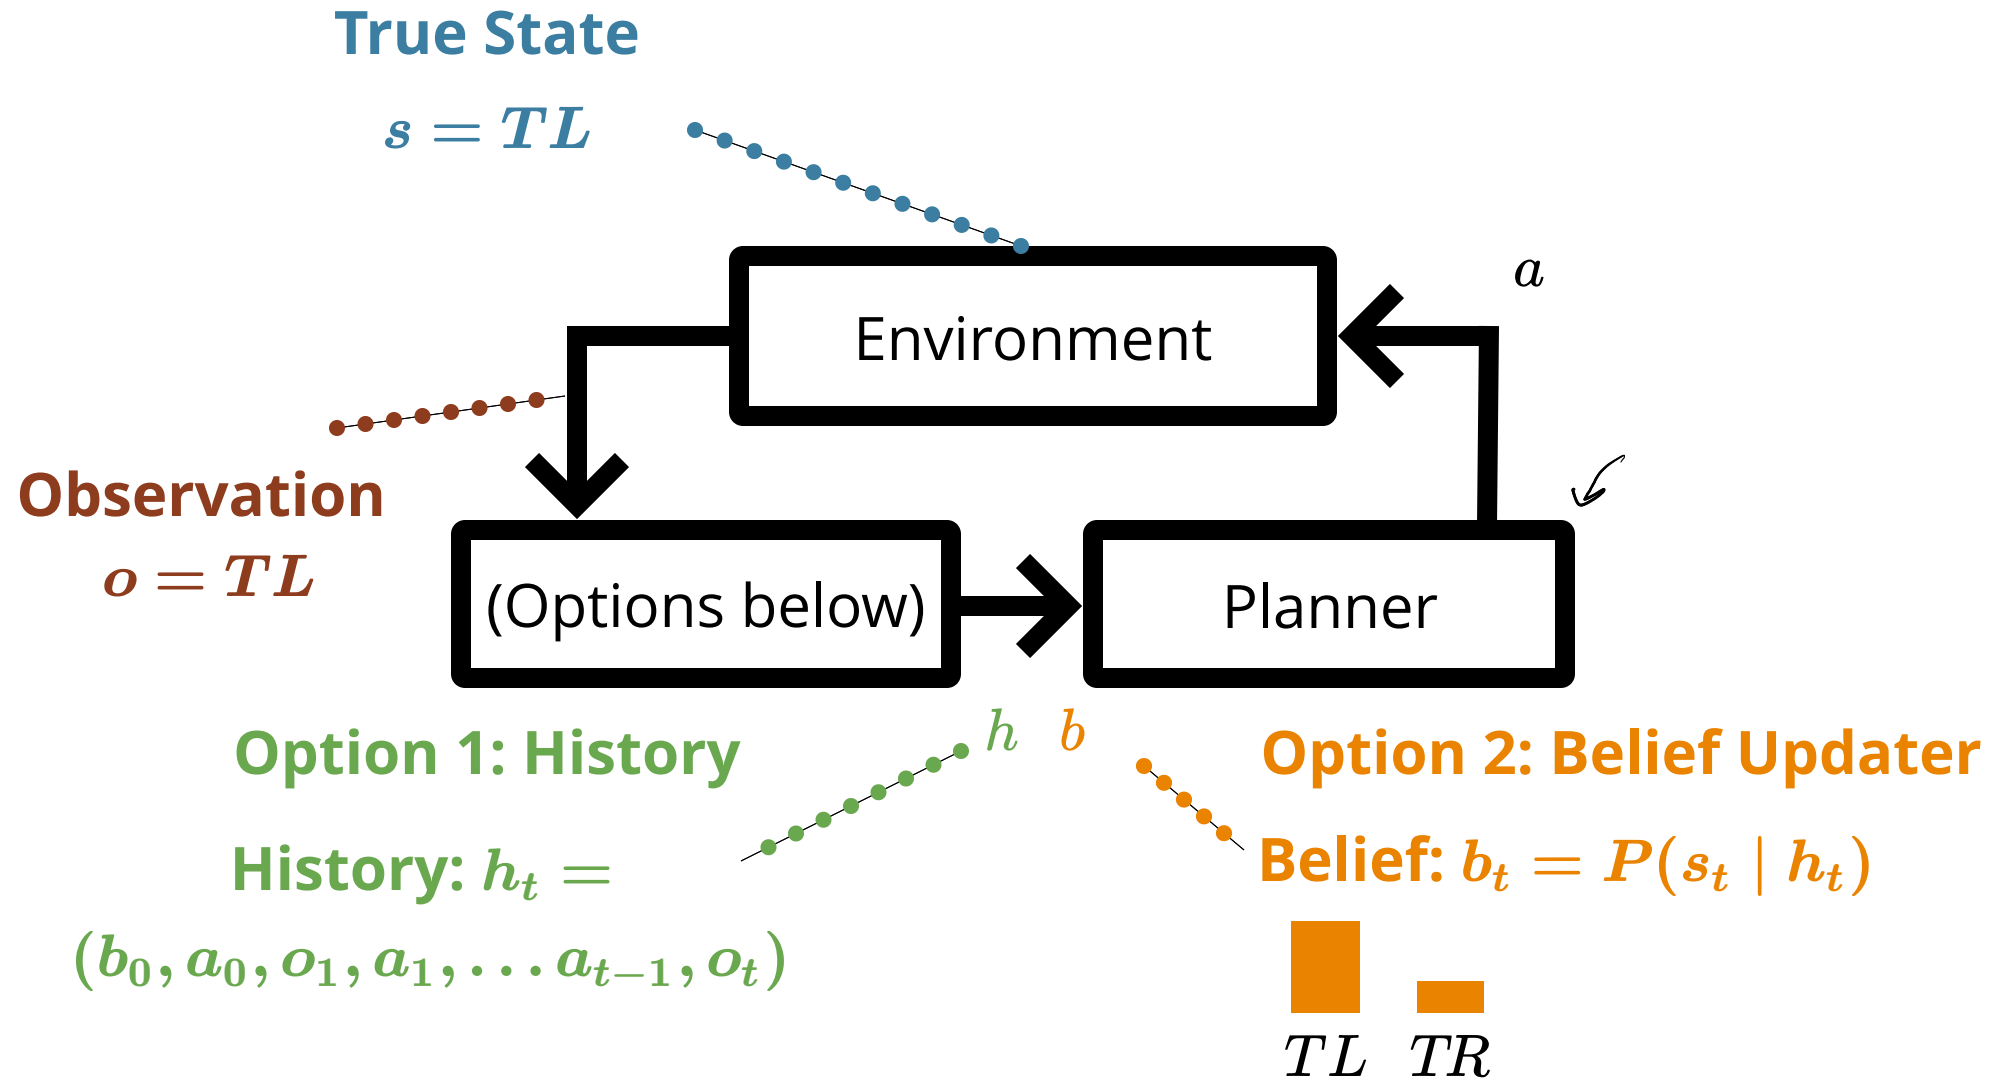 True State
s = TL
a
Environment
Observation
o = TL
(Options below)
Planner
h
b
Option 1: History
Option 2: Belief Updater
History: h_t =
(b_0, a_0, o_1, a_1, ... a_{t-1}, o_t)
Belief: b_t = P(s_t | h_t)
TL
TR